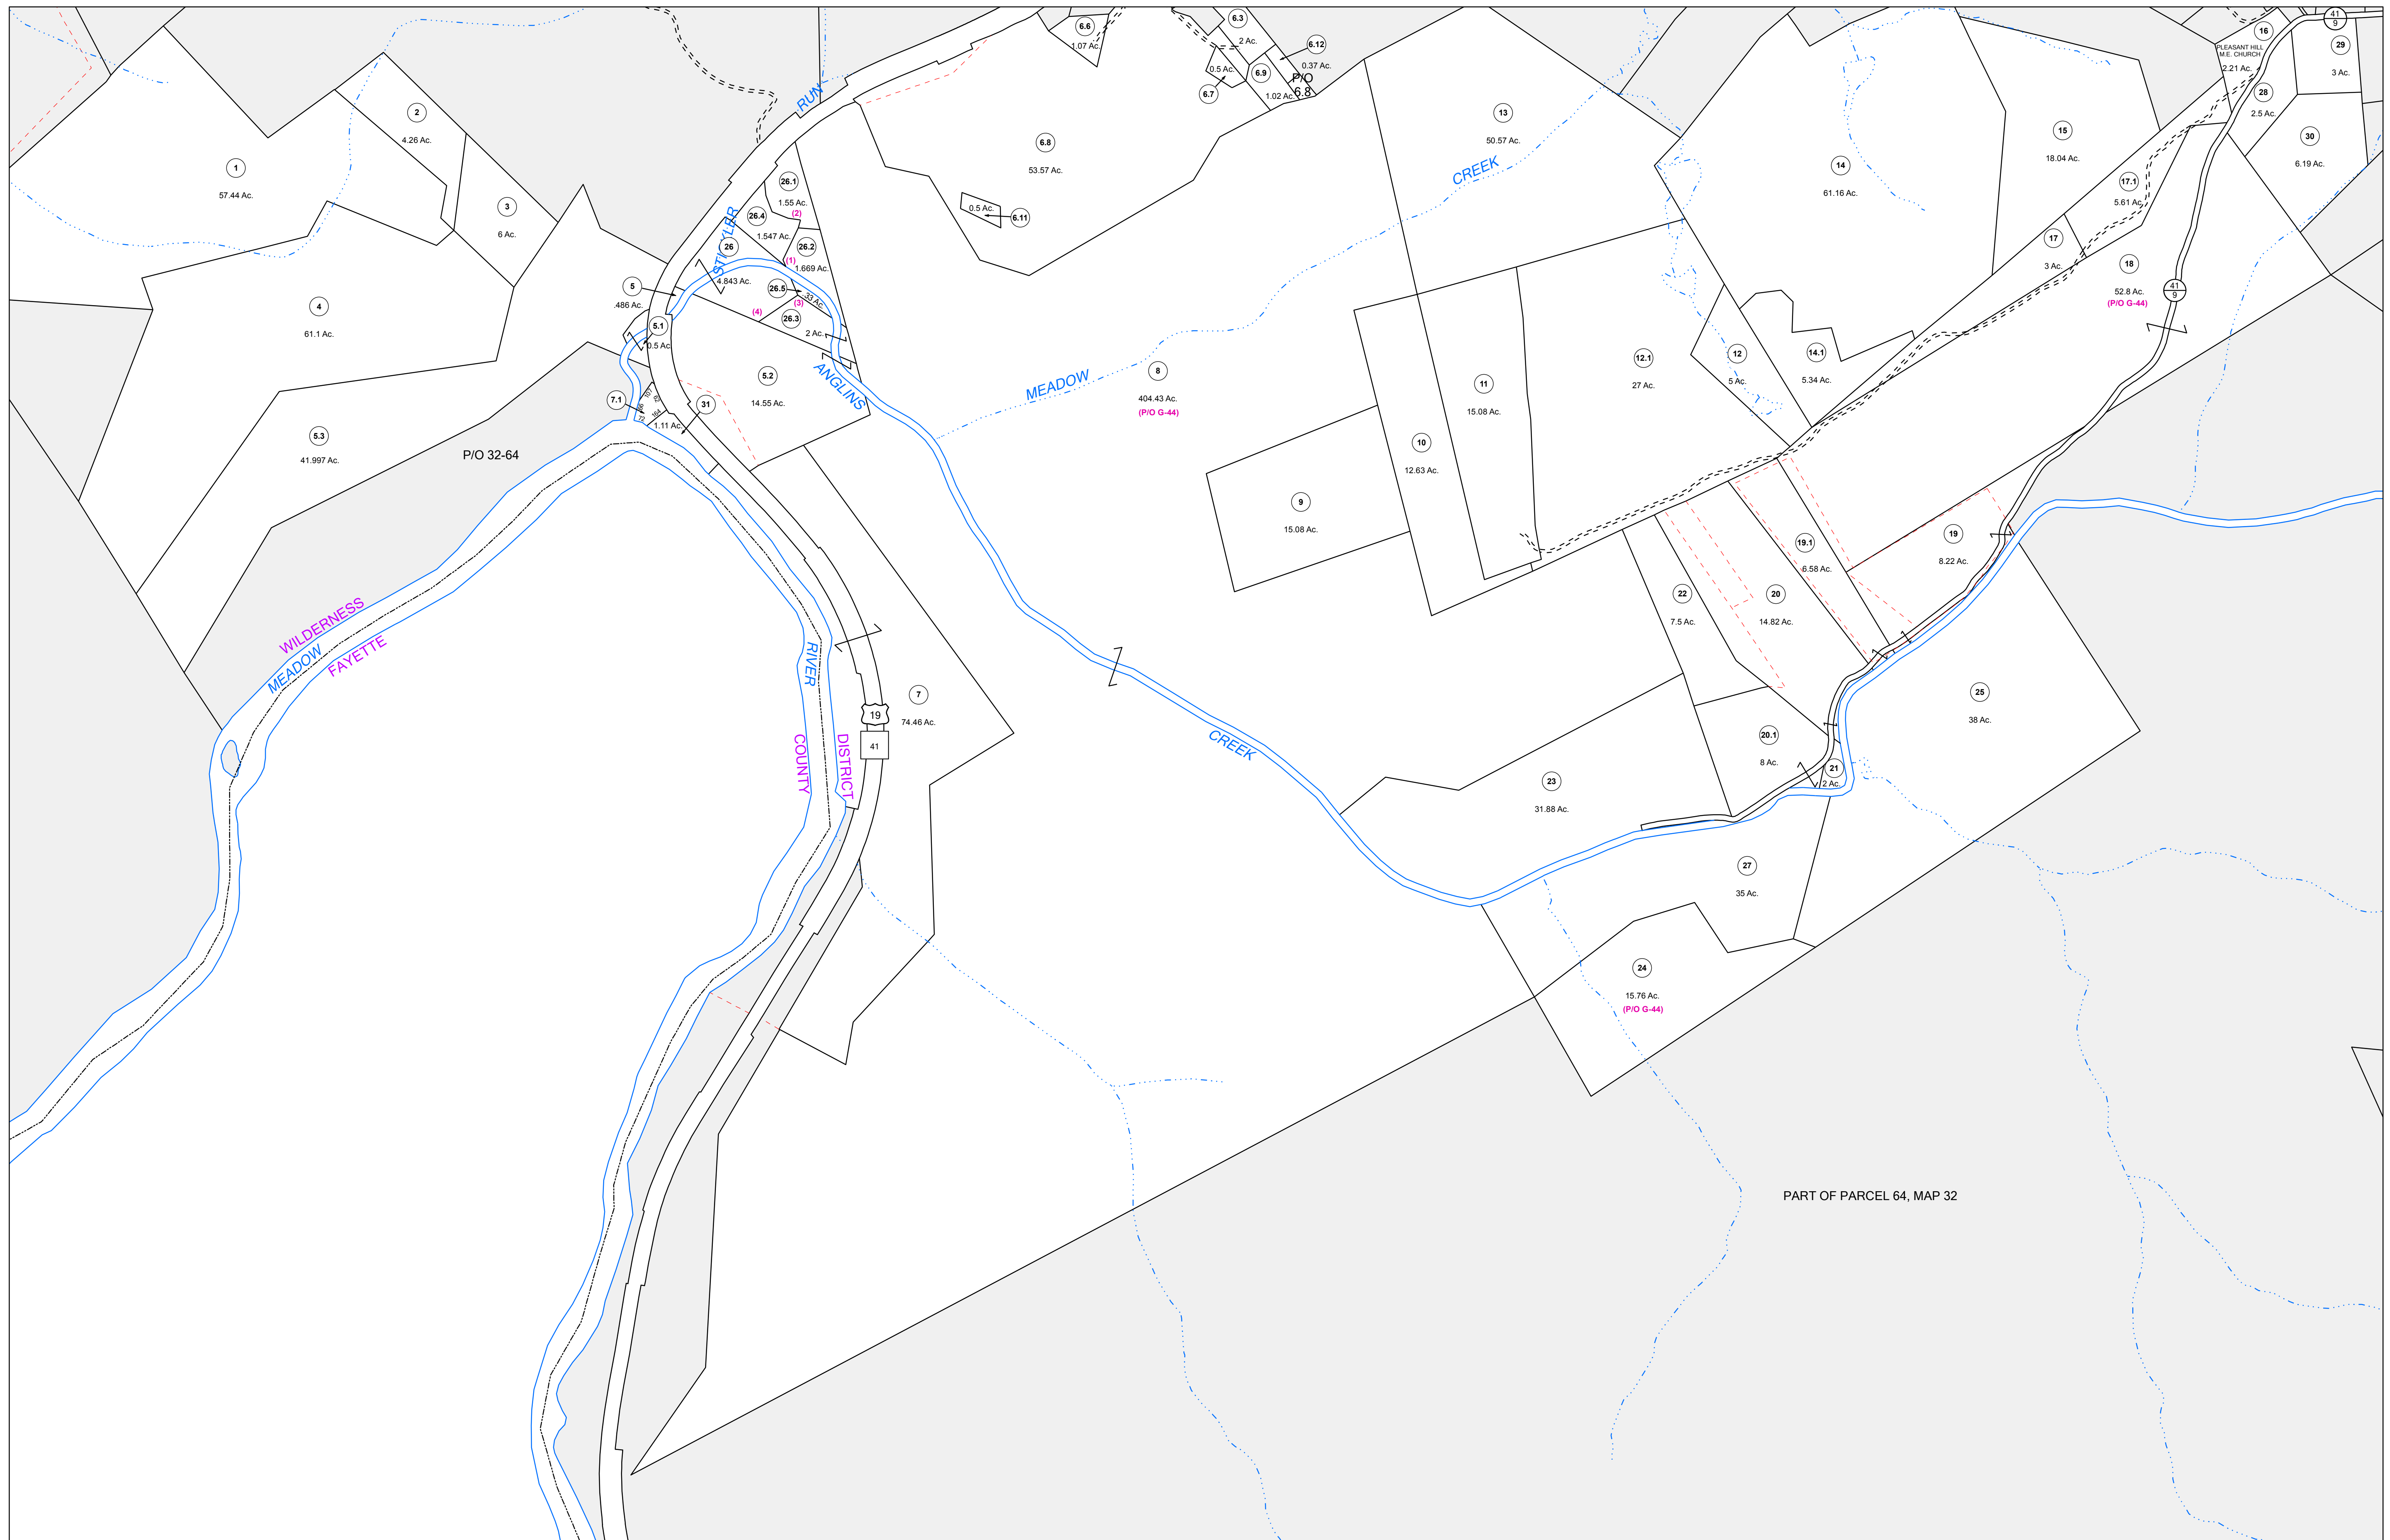 6.6
1.07 Ac.
6.3
2 Ac.
6.12
0.37 Ac.
0.5 Ac.
6.9
6.7
1.02 Ac.
P/O
6.8
41
9
16
PLEASANT HILL
M.E. CHURCH
2.21 Ac.
29
3 Ac.
28
2.5 Ac.
30
6.19 Ac.
2
4.26 Ac.
1
57.44 Ac.
3
6 Ac.
RUN
6.8
53.57 Ac.
0.5 Ac.
6.11
13
50.57 Ac.
CREEK
14
61.16 Ac.
15
18.04 Ac.
17.1
5.61 Ac.
17
3 Ac.
18
52.8 Ac.
(P/O G-44)
41
9
26.1
1.55 Ac.
(2)
26.4
1.547 Ac.
26
4.843 Ac.
26.2
(1)
1.669 Ac.
26.5
.33 Ac.
(3)
(4)
26.3
2 Ac.
5
.486 Ac.
5.1
0.5 Ac.
4
61.1 Ac.
5.2
14.55 Ac.
ANGLINS
MEADOW
8
404.43 Ac.
(P/O G-44)
7.1
107
164
31
1.11 Ac.
5.3
41.997 Ac.
P/O 32-64
11
15.08 Ac.
12.1
27 Ac.
12
5 Ac.
14.1
5.34 Ac.
10
12.63 Ac.
9
15.08 Ac.
19.1
6.58 Ac.
19
8.22 Ac.
22
7.5 Ac.
20
14.82 Ac.
WILDERNESS
MEADOW
FAYETTE
RIVER
7
74.46 Ac.
19
41
COUNTY
DISTRICT
CREEK
25
38 Ac.
20.1
8 Ac.
21
2 Ac.
23
31.88 Ac.
27
35 Ac.
24
15.76 Ac.
(P/O G-44)
PART OF PARCEL 64, MAP 32